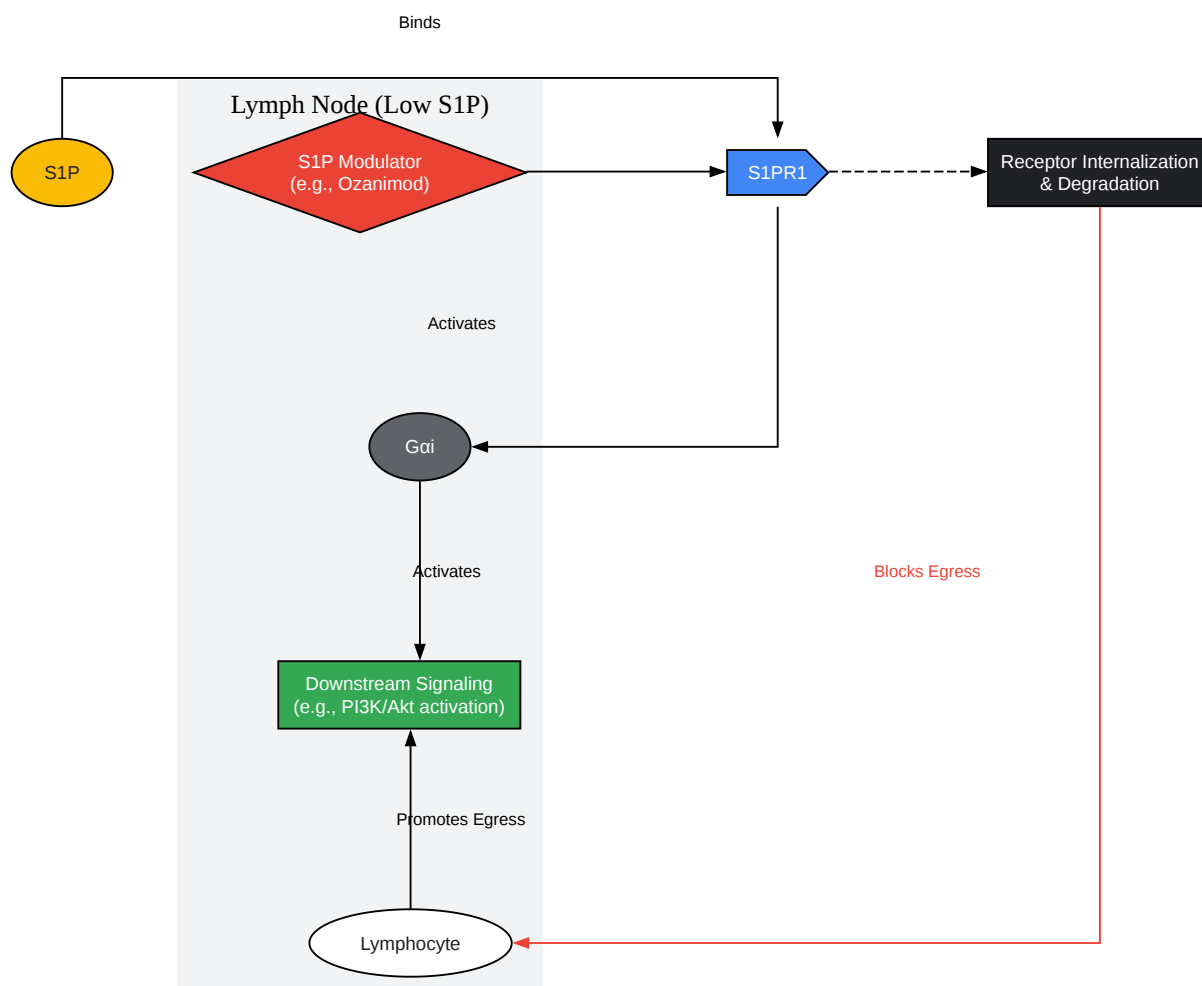 Binds
Lymph Node (Low S1P)
S1P
S1P Modulator
(e.g., Ozanimod)
S1PR1
Receptor Internalization
& Degradation
Activates
Gαi
Activates
Blocks Egress
Downstream Signaling
(e.g., PI3K/Akt activation)
Promotes Egress
Lymphocyte